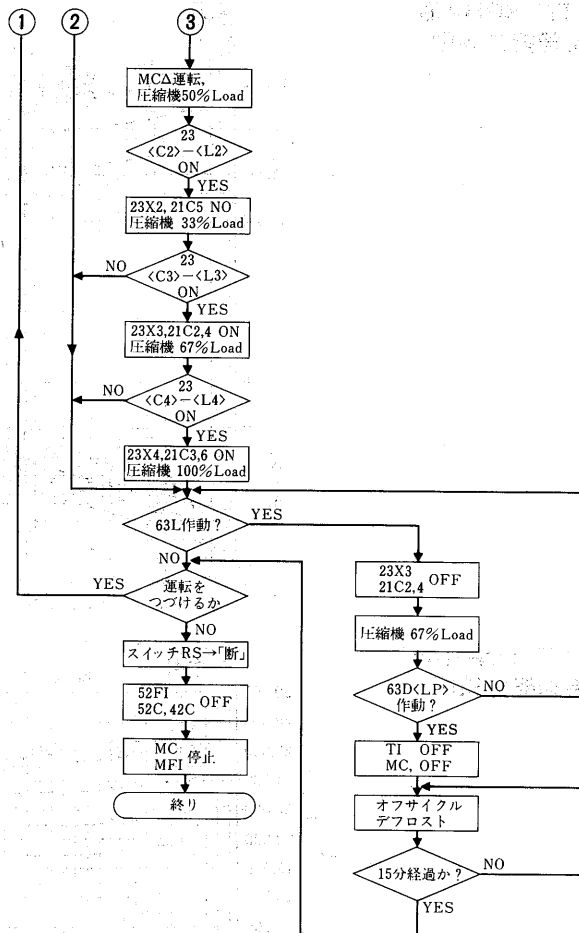 1
2
3
MCΔ運転,
圧縮機50%Load
23
〈C2〉－〈L2〉
ON
YES
23X2, 21C5 NO
圧縮機 33%Load
23
〈C3〉－〈L3〉
ON
NO
YES
23X3,21C2,4 ON
圧縮機 67%Load
23
〈C4〉－〈L4〉
ON
NO
YES
23X4,21C3,6 ON
圧縮機 100%Load
63L作動？
YES
NO
運転を
つづけるか
YES
NO
スイッチRS→「断」
52FI
52C, 42C
OFF
MC
MFI
停止
終り
23X3
21C2,4
OFF
圧縮機 67%Load
63D〈LP〉
作動？
NO
YES
TI OFF
MC, OFF
オフサイクル
デフロスト
15分経過か？
NO
YES